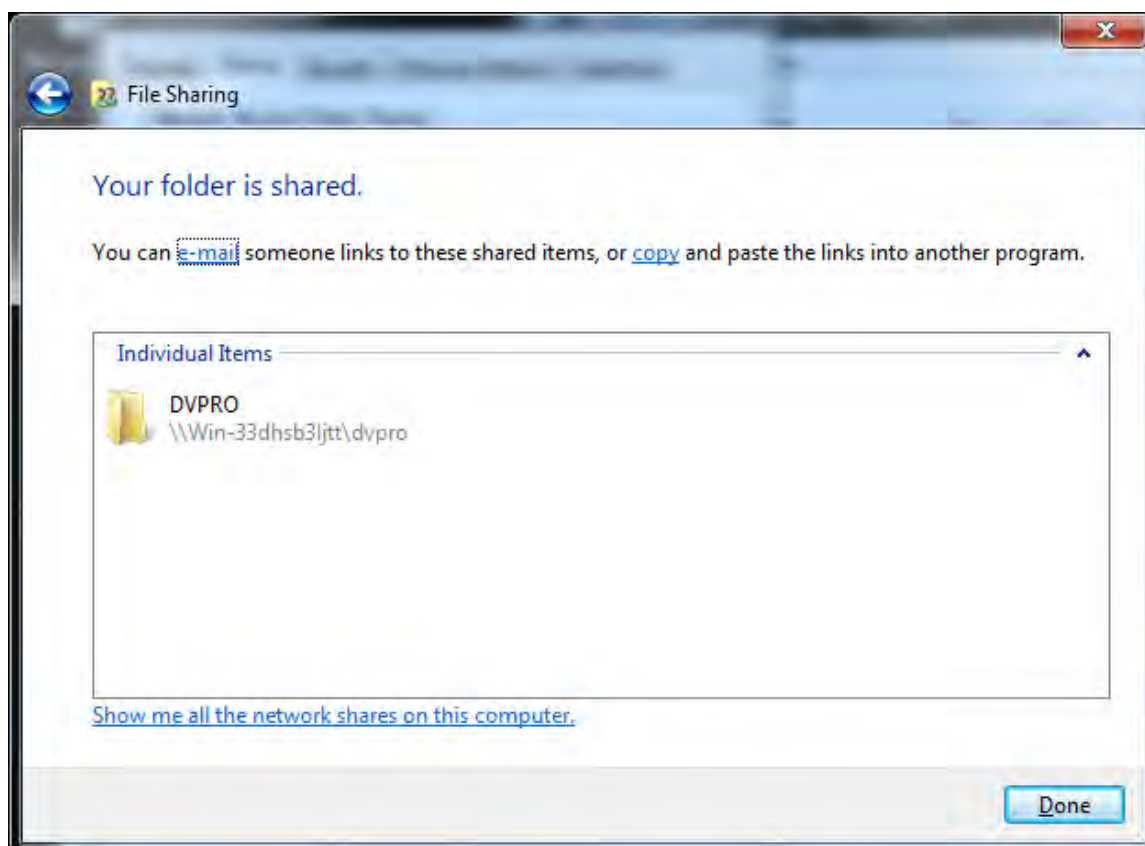 File Sharing
Your folder is shared.
You can e-mail someone links to these shared items, or copy and paste the links into another program.
Individual Items
DVPRO
\\Win-33dhsb3ljtt\dvpro
Show me all the network shares on this computer.
Done